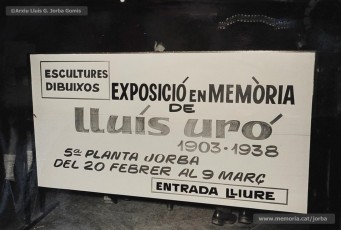 ©Arxiu Lluís G. Jorba Gomis
ESCULTURES
DIBUIXOS
EXPOSICIÓ EN MEMÒRIA
DE
LLUÍS URÓ
1903-1938
5ª PLANTA JORBA
DEL 20 FEBRER AL 9 MARÇ
ENTRADA LLIURE
www.memoria.cat/jorba